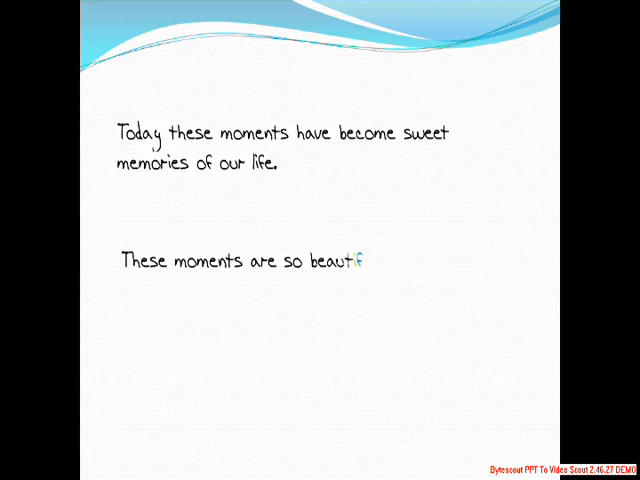 Today these moments have become sweet
memories of our life.
These moments are so beautif
Bytescout PPT To Video Scout 2.46.27 DEMO